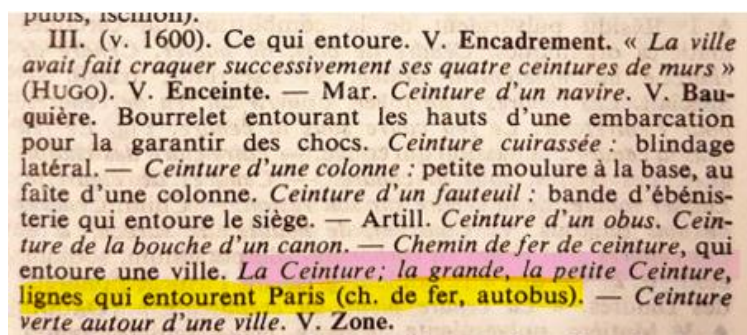 pubis, ischion).
III. (v. 1600). Ce qui entoure. V. Encadrement. « La ville
avait fait craquer successivement ses quatre ceintures de murs »
(HUGO). V. Enceinte. — Mar. Ceinture d'un navire. V. Bau-
quière. Bourrelet entourant les hauts d'une embarcation
pour la garantir des chocs. Ceinture cuirassée : blindage
latéral. — Ceinture d'une colonne : petite moulure à la base, au
faîte d'une colonne. Ceinture d'un fauteuil : bande d'ébénis-
terie qui entoure le siège. — Artill. Ceinture d'un obus. Cein-
ture de la bouche d'un canon. — Chemin de fer de ceinture, qui
entoure une ville. La Ceinture; la grande, la petite Ceinture,
lignes qui entourent Paris (ch. de fer, autobus). — Ceinture
verte autour d'une ville. V. Zone.